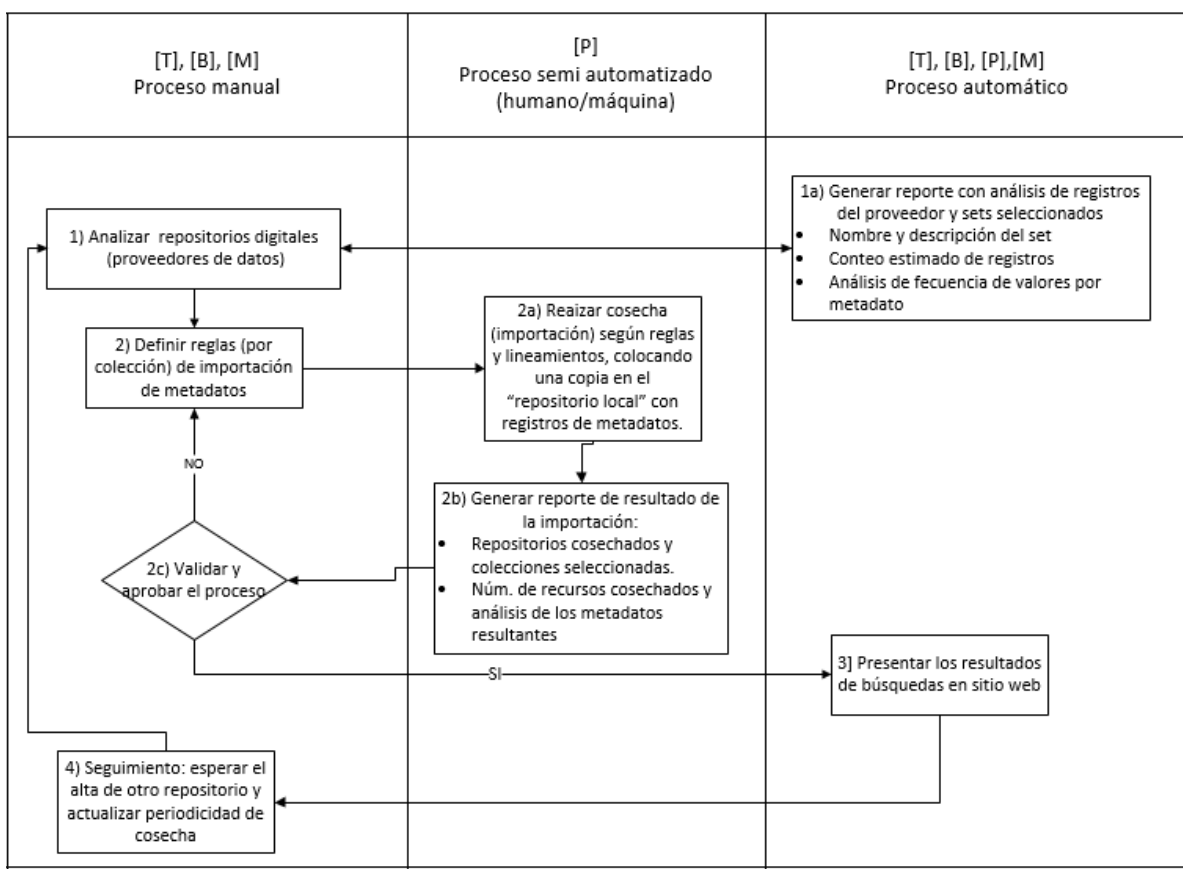 [T], [B], [M]
Proceso manual
[P]
Proceso semi automatizado
(humano/máquina)
[T], [B], [P],[M]
Proceso automático
1) Analizar repositorios digitales
(proveedores de datos)
1a) Generar reporte con análisis de registros
del proveedor y sets seleccionados
• Nombre y descripción del set
• Conteo estimado de registros
• Análisis de fecuencia de valores por
metadato
2) Definir reglas (por
colección) de importación
de metadatos
2a) Reaizar cosecha
(importación) según reglas
y lineamientos, colocando
una copia en el
“repositorio local” con
registros de metadatos.
NO
2b) Generar reporte de resultado de
la importación:
• Repositorios cosechados y
colecciones seleccionadas.
• Núm. de recursos cosechados y
análisis de los metadatos
resultantes
2c) Validar y
aprobar el proceso
SI
3] Presentar los resultados
de búsquedas en sitio web
4) Seguimiento: esperar el
alta de otro repositorio y
actualizar periodicidad de
cosecha